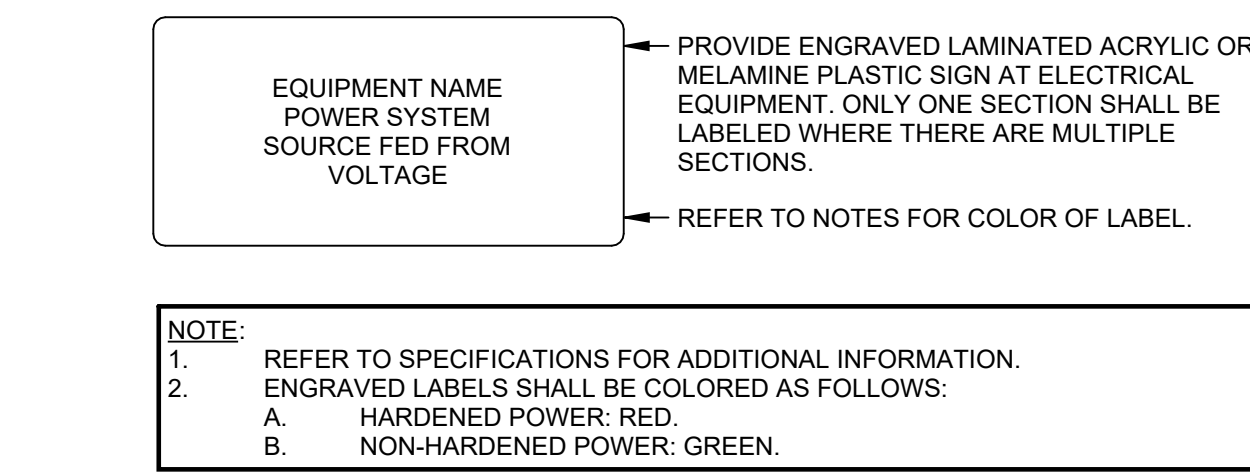 EQUIPMENT NAME
POWER SYSTEM
SOURCE FED FROM
VOLTAGE
PROVIDE ENGRAVED LAMINATED ACRYLIC OR
MELAMINE PLASTIC SIGN AT ELECTRICAL
EQUIPMENT. ONLY ONE SECTION SHALL BE
LABELED WHERE THERE ARE MULTIPLE
SECTIONS.
REFER TO NOTES FOR COLOR OF LABEL.
NOTE:
1. REFER TO SPECIFICATIONS FOR ADDITIONAL INFORMATION.
2. ENGRAVED LABELS SHALL BE COLORED AS FOLLOWS:
A. HARDENED POWER: RED.
B. NON-HARDENED POWER: GREEN.